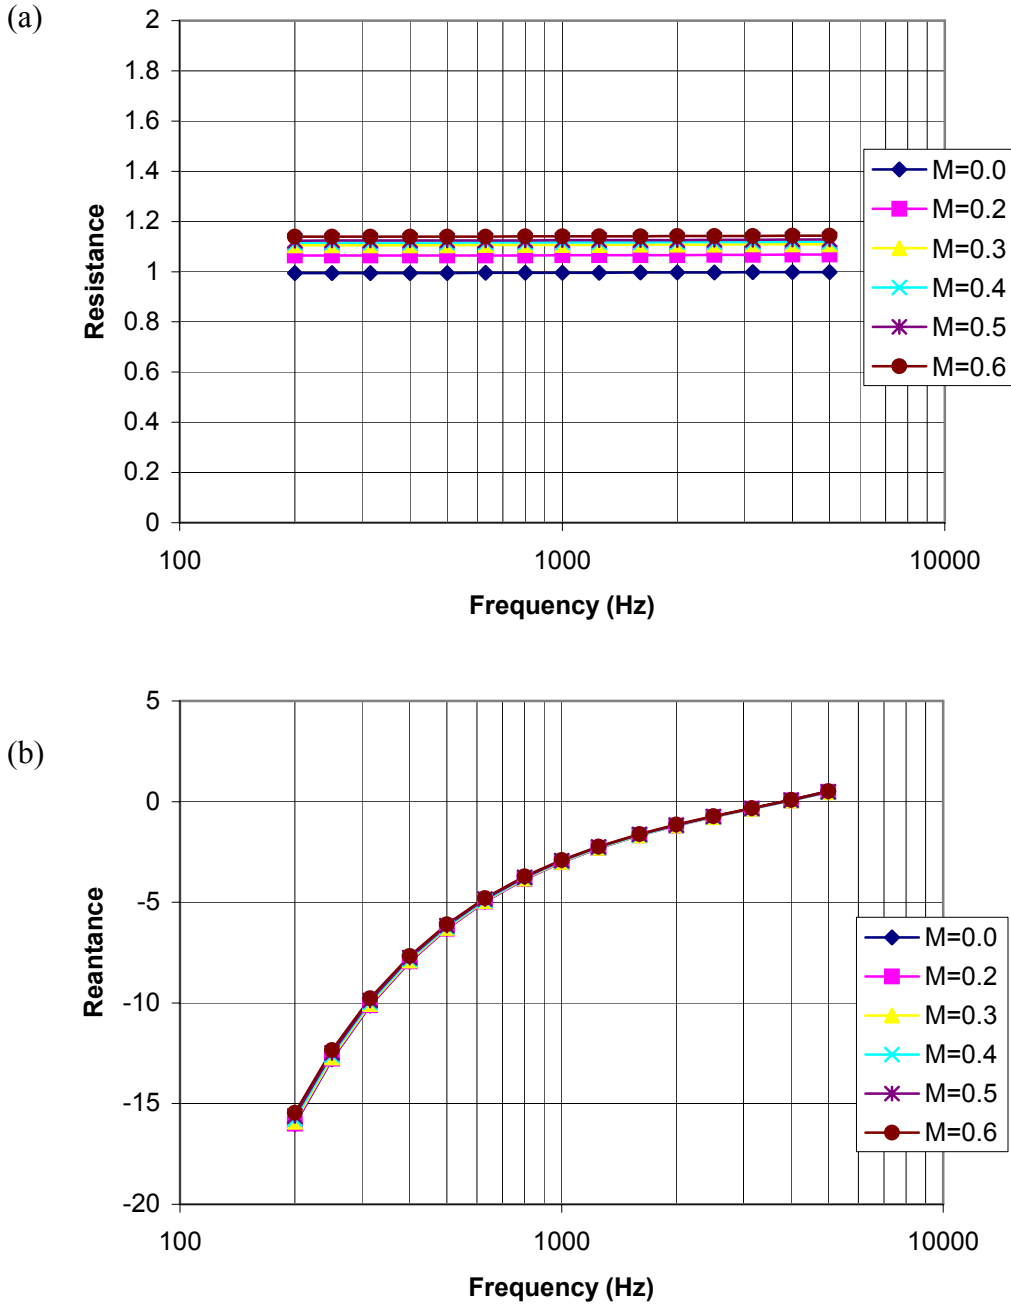 (a)
2
1.8
1.6
1.4
1.2
1
0.8
0.6
0.4
0.2
0
Resistance
100
1000
10000
Frequency (Hz)
M=0.0
M=0.2
M=0.3
M=0.4
M=0.5
M=0.6
(b)
5
0
-5
-10
-15
-20
Reantance
100
1000
10000
Frequency (Hz)
M=0.0
M=0.2
M=0.3
M=0.4
M=0.5
M=0.6